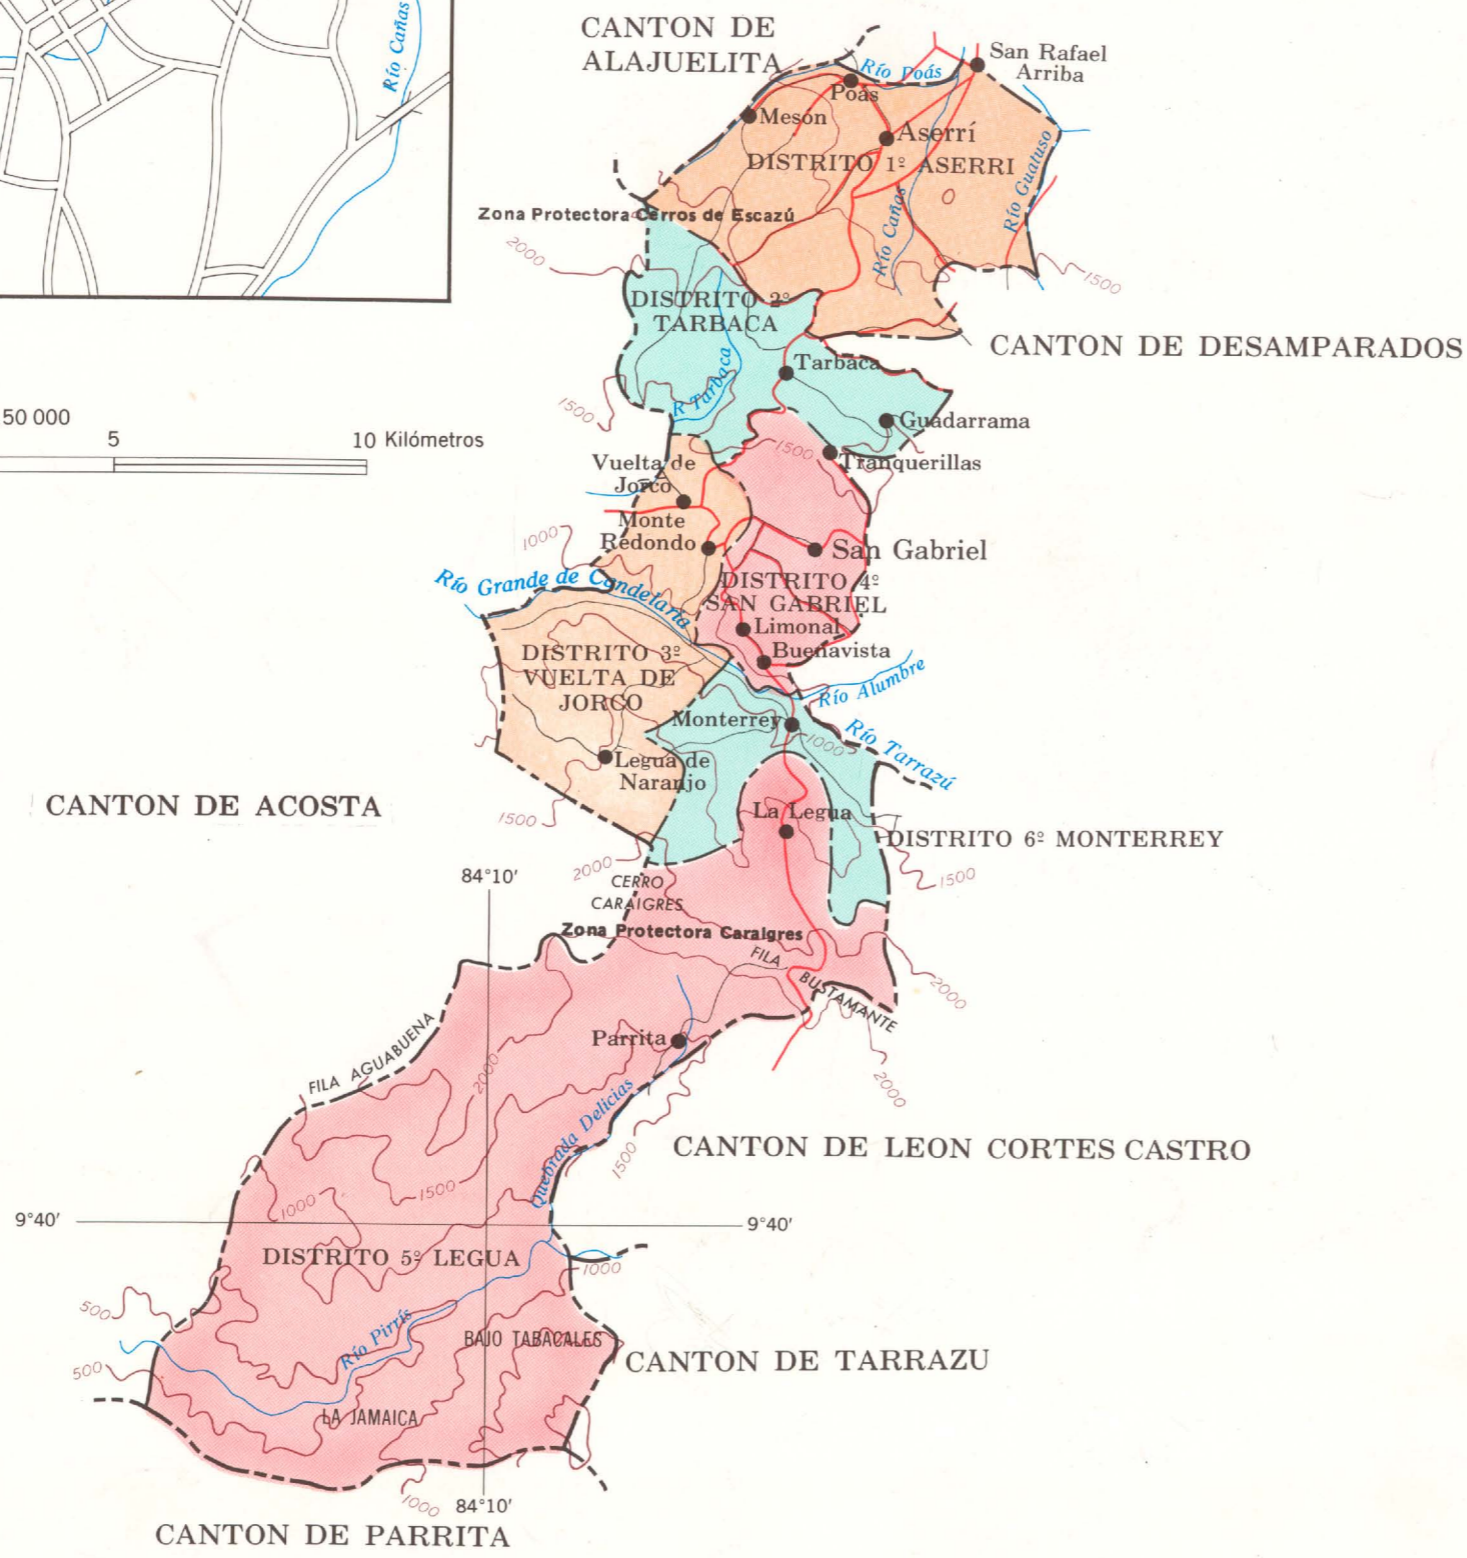 Río Cañas
CANTON DE
ALAJUELITA
Río Poás
San Rafael
Arriba
Poás
Mesón
Aserrí
DISTRITO 1º ASERRI
Río Guatuso
Río Cañas
Zona Protectora Cerros de Escazú
2000
1500
DISTRITO 2º
TARBACA
CANTON DE DESAMPARADOS
Tarbaca
R Tarbaca
1500
50 000
5
10 Kilómetros
Guadarrama
1500
Tranquerillas
Vuelta de
Jorco
Monte
Redondo
1000
San Gabriel
Río Grande de Candelaria
DISTRITO 4º
SAN GABRIEL
Limonal
Buenavista
DISTRITO 3º
VUELTA DE
JORCO
Río Alumbre
Monterrey
1000
Río Tarrazú
Legua de
Naranjo
CANTON DE ACOSTA
1500
La Legua
DISTRITO 6º MONTERREY
2000
1500
84°10'
CERRO
CARAIGRES
Zona Protectora Caraigres
FILA
BUSTAMANTE
2000
Parrita
FILA AGUABUENA
2000
2000
Quebrada Delicias
1500
CANTON DE LEON CORTES CASTRO
1000
1500
9°40'
9°40'
DISTRITO 5º LEGUA
1000
500
Río Pirrís
BAJO TABACALES
500
CANTON DE TARRAZU
LA JAMAICA
1000
84°10'
CANTON DE PARRITA